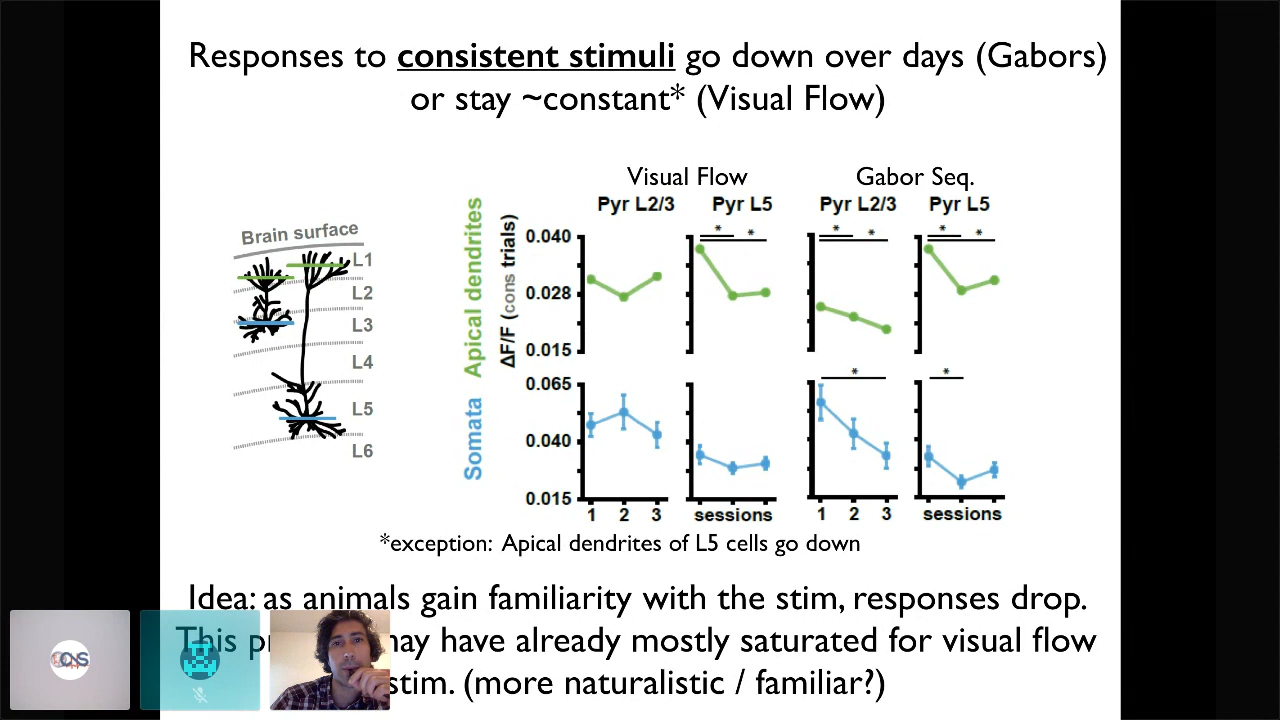 Responses to consistent stimuli go down over days (Gabors)
or stay ~constant* (Visual Flow)
Visual Flow
Gabor Seq.
Pyr L2/3
Pyr L5
Pyr L2/3
Pyr L5
Brain surface
L1
L2
L3
L4
L5
L6
Apical dendrites
Somata
ΔF/F (cons trials)
* *
* *
* *
0.040
0.028
0.015
*
*
0.065
0.040
0.015
1 2 3
sessions
1 2 3
sessions
*exception: Apical dendrites of L5 cells go down
Idea: as animals gain familiarity with the stim, responses drop.
This may have already mostly saturated for visual flow
stim. (more naturalistic / familiar?)